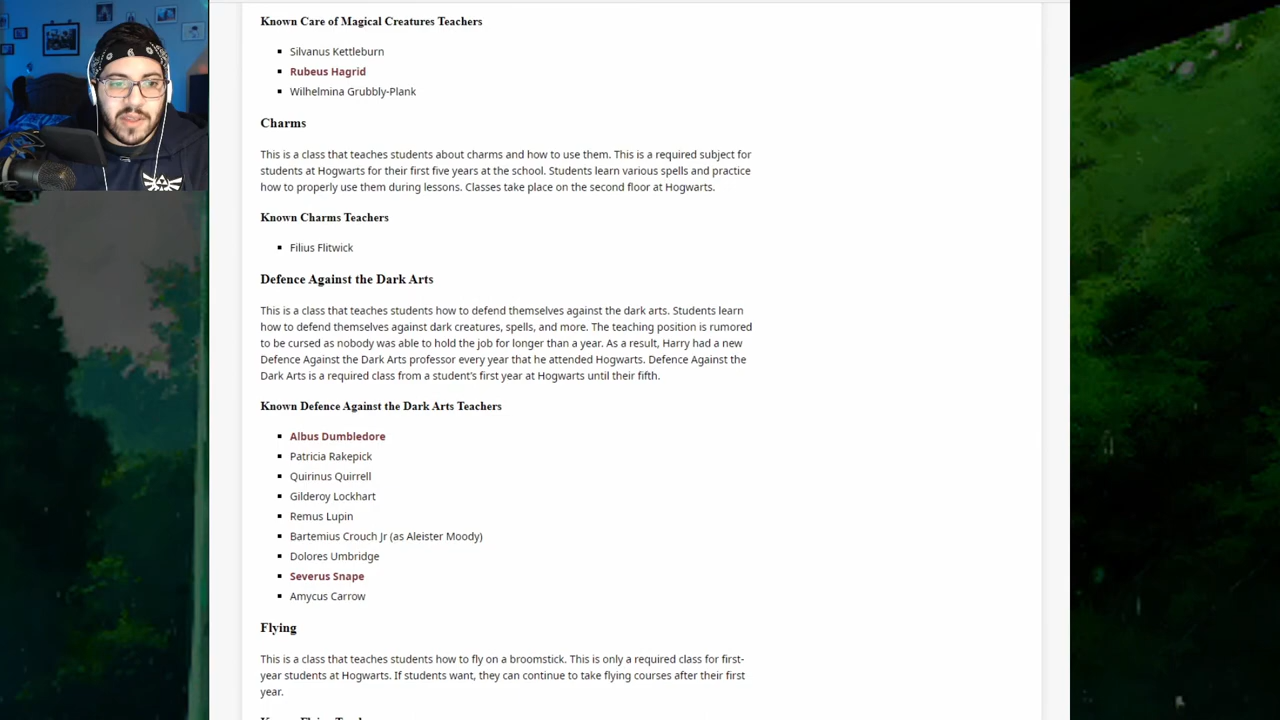 Known Care of Magical Creatures Teachers
Silvanus Kettleburn
Rubeus Hagrid
Wilhelmina Grubbly-Plank
Charms
This is a class that teaches students about charms and how to use them. This is a required subject for
students at Hogwarts for their first five years at the school. Students learn various spells and practice
how to properly use them during lessons. Classes take place on the second floor at Hogwarts.
Known Charms Teachers
Filius Flitwick
Defence Against the Dark Arts
This is a class that teaches students how to defend themselves against the dark arts. Students learn
how to defend themselves against dark creatures, spells, and more. The teaching position is rumored
to be cursed as nobody was able to hold the job for longer than a year. As a result, Harry had a new
Defence Against the Dark Arts professor every year that he attended Hogwarts. Defence Against the
Dark Arts is a required class from a student's first year at Hogwarts until their fifth.
Known Defence Against the Dark Arts Teachers
Albus Dumbledore
Patricia Rakepick
Quirinus Quirrell
Gilderoy Lockhart
Remus Lupin
Bartemius Crouch Jr (as Aleister Moody)
Dolores Umbridge
Severus Snape
Amycus Carrow
Flying
This is a class that teaches students how to fly on a broomstick. This is only a required class for first-
year students at Hogwarts. If students want, they can continue to take flying courses after their first
year.